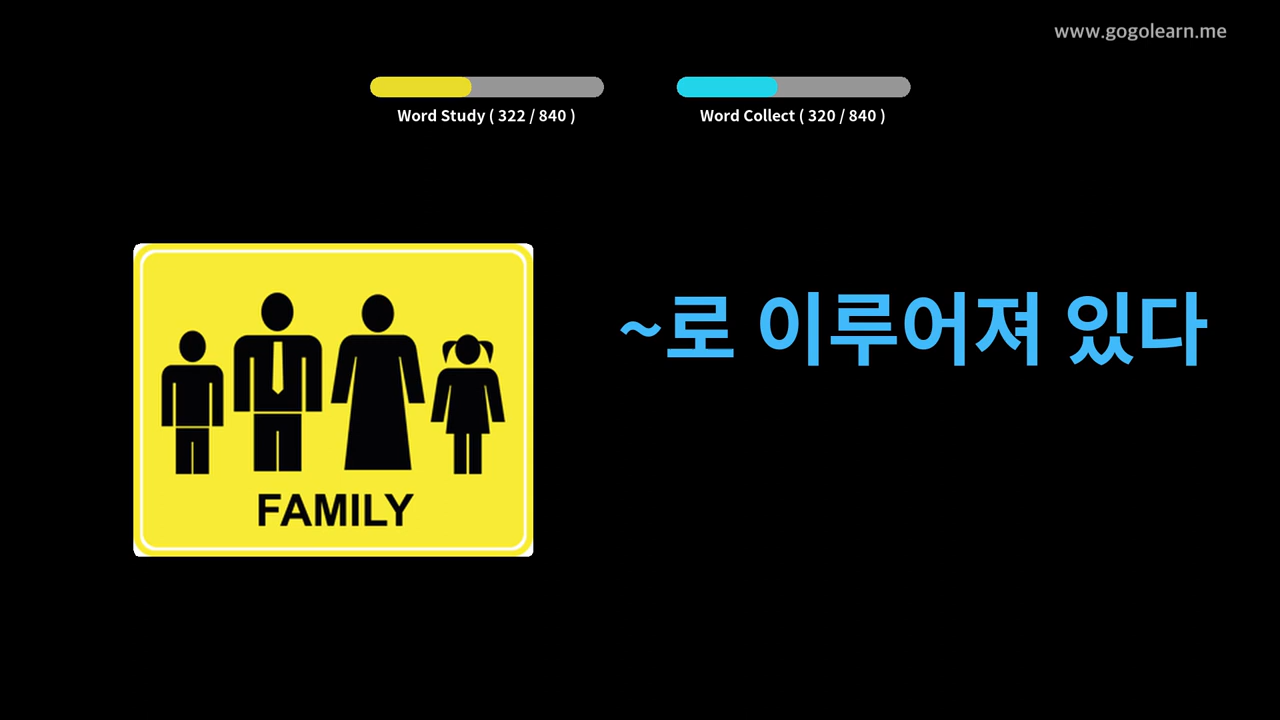 www.gogolearn.me
Word Study ( 322 / 840 )
Word Collect ( 320 / 840 )
~로 이루어져 있다
FAMILY